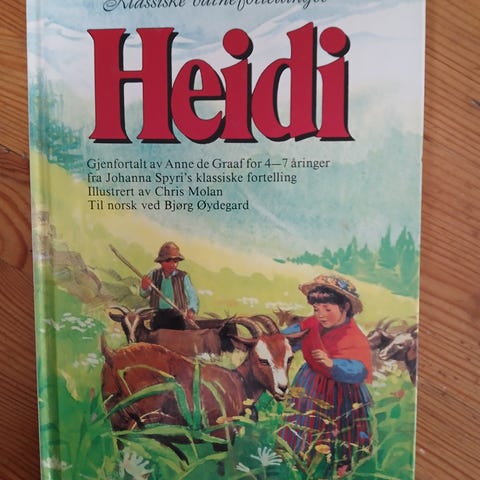 Klassiske barnefortellinger
Heidi
Gjenfortalt av Anne de Graaf for 4—7 åringer
fra Johanna Spyri's klassiske fortelling
Illustrert av Chris Molan
Til norsk ved Bjørg Øydegard